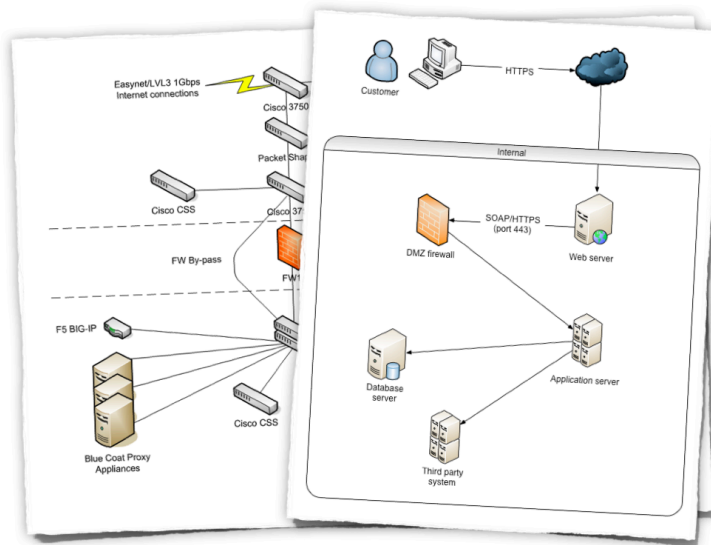 Easynet/LVL3 1Gbps
Internet connections
Cisco 3750
Packet Shap
Cisco CSS
Cisco 37
FW By-pass
FW1
F5 BIG-IP
Cisco CSS
Blue Coat Proxy
Appliances
Customer
HTTPS
Internal
SOAP/HTTPS
(port 443)
DMZ firewall
Web server
Database
server
Application server
Third party
system